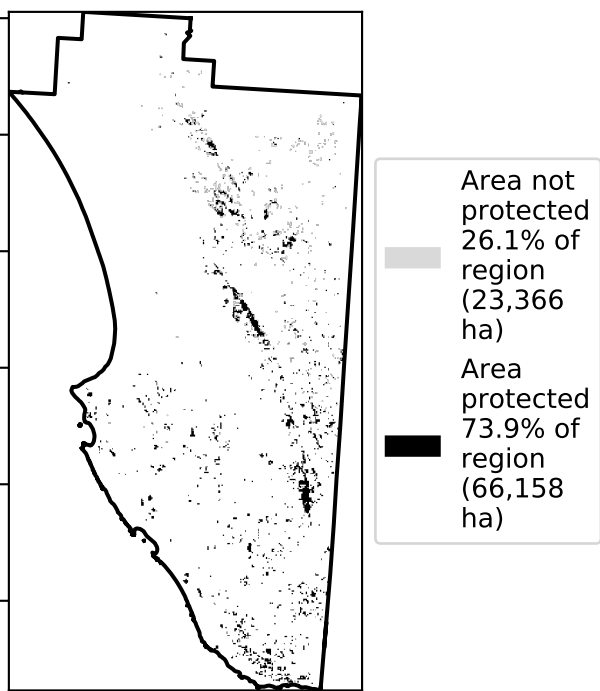 Area not
protected
26.1% of
region
(23,366
ha)
Area
protected
73.9% of
region
(66,158
ha)